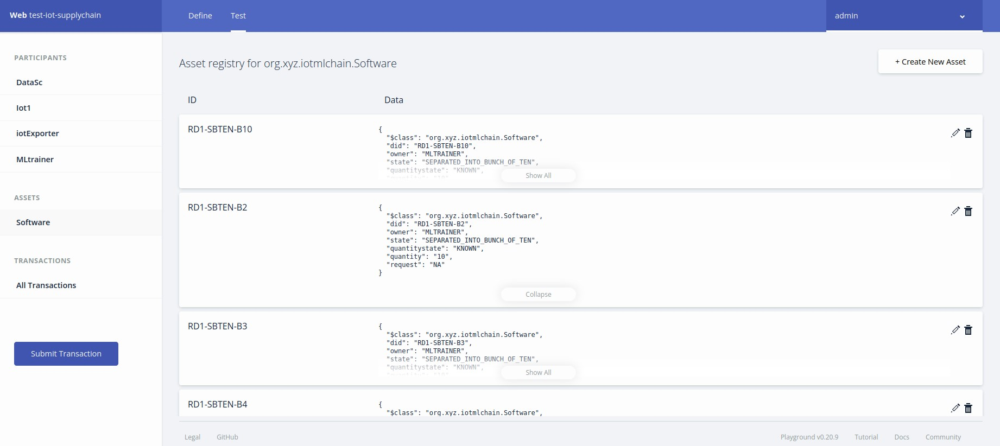 Web test-iot-supplychain
Define
Test
admin
PARTICIPANTS
DataSc
Iot1
iotExporter
MLtrainer
ASSETS
Software
TRANSACTIONS
All Transactions
Submit Transaction
Asset registry for org.xyz.iotmlchain.Software
+ Create New Asset
ID
Data
RD1-SBTEN-B10
{
"$class": "org.xyz.iotmlchain.Software",
"did": "RD1-SBTEN-B10",
"owner": "MLTRAINER",
"state": "SEPARATED_INTO_BUNCH_OF_TEN",
"quantitystate": "KNOWN",
"quantity": "10",
Show All
RD1-SBTEN-B2
{
"$class": "org.xyz.iotmlchain.Software",
"did": "RD1-SBTEN-B2",
"owner": "MLTRAINER",
"state": "SEPARATED_INTO_BUNCH_OF_TEN",
"quantitystate": "KNOWN",
"quantity": "10",
"request": "NA"
}
Collapse
RD1-SBTEN-B3
{
"$class": "org.xyz.iotmlchain.Software",
"did": "RD1-SBTEN-B3",
"owner": "MLTRAINER",
"state": "SEPARATED_INTO_BUNCH_OF_TEN",
"quantitystate": "KNOWN",
"quantity": "10",
Show All
RD1-SBTEN-B4
{
"$class": "org.xyz.iotmlchain.Software",
Legal
GitHub
Playground v0.20.9
Tutorial
Docs
Community